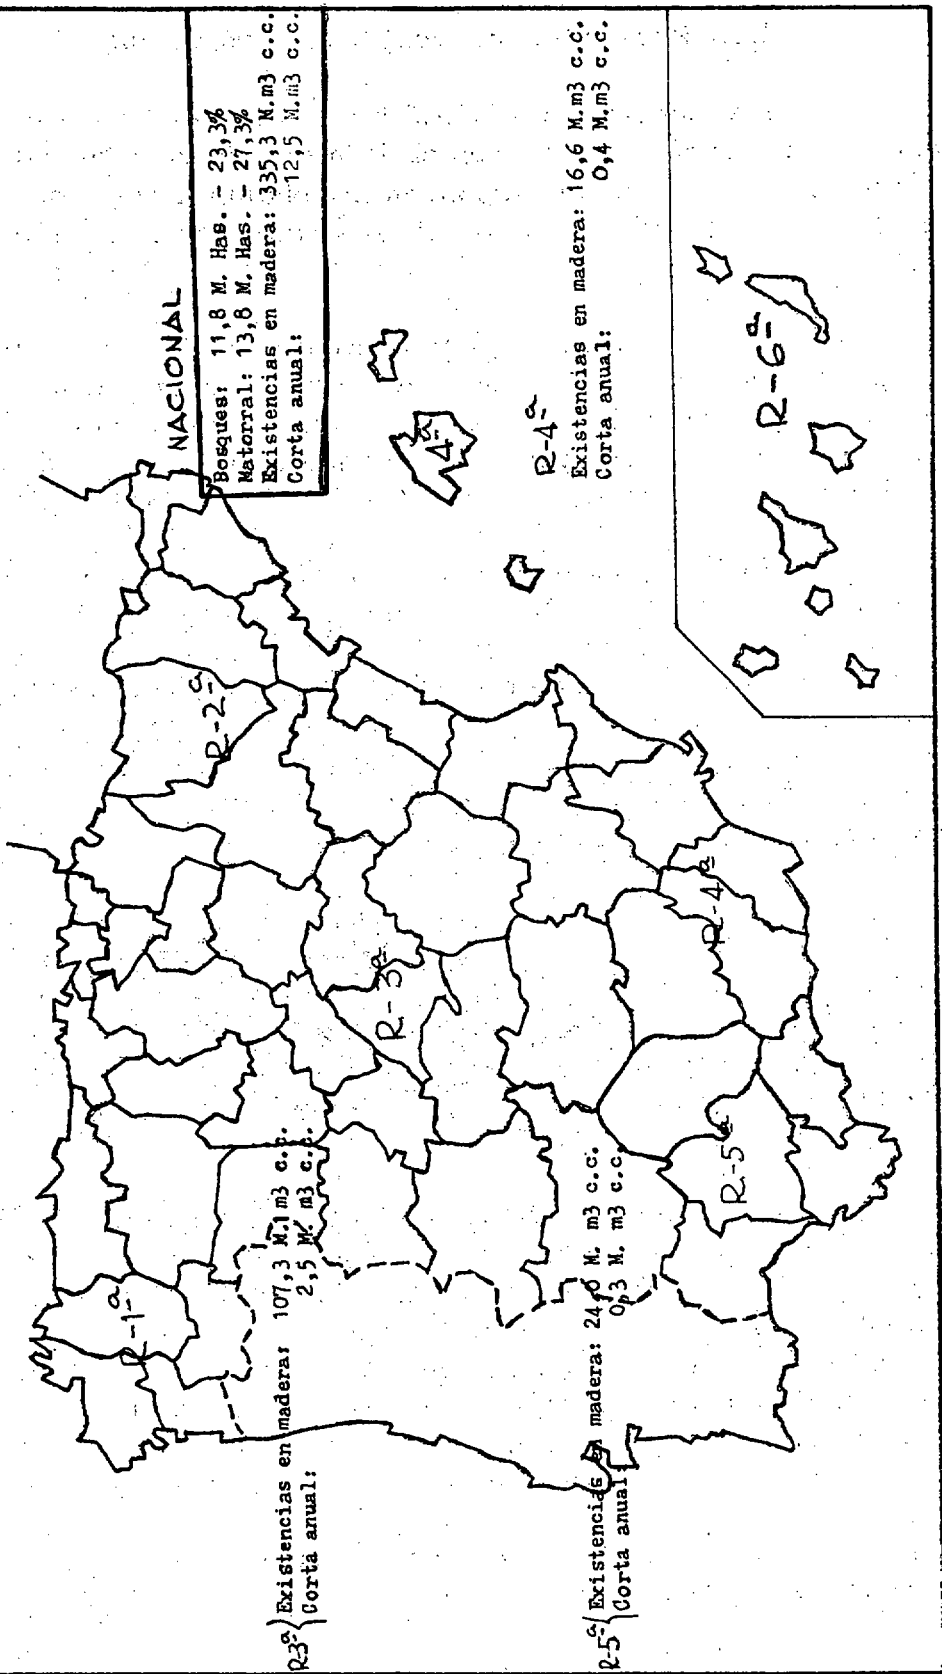 NACIONAL
Bosques: 11,8 M. Has. - 23,3%
Matorral: 13,8 M. Has. - 27,3%
Existencias en madera: 335,3 M.m3 c.c.
Corta anual: 12,5 M.m3 c.c.
R-1ª
R-2ª
R-3ª
R-4ª
R-5ª
4ª
R-4ª
Existencias en madera: 16,6 M.m3 c.c.
Corta anual: 0,4 M.m3 c.c.
R-6ª
R-3ª Existencias en madera: 107,3 M. m3 c.c.
Corta anual: 2,5 M. m3 c.c.
R-5ª Existencias en madera: 24,0 M. m3 c.c.
Corta anual: 0,3 M. m3 c.c.